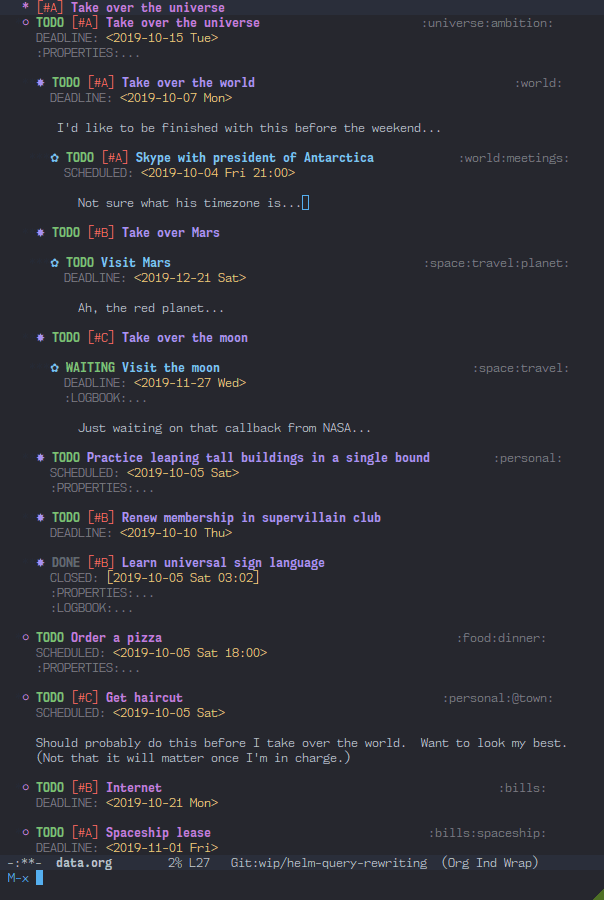 * [#A] Take over the universe
○ TODO [#A] Take over the universe :universe:ambition:
DEADLINE: <2019-10-15 Tue>
:PROPERTIES:...
✸ TODO [#A] Take over the world :world:
DEADLINE: <2019-10-07 Mon>
I'd like to be finished with this before the weekend...
✿ TODO [#A] Skype with president of Antarctica :world:meetings:
SCHEDULED: <2019-10-04 Fri 21:00>
Not sure what his timezone is...
✸ TODO [#B] Take over Mars
✿ TODO Visit Mars :space:travel:planet:
DEADLINE: <2019-12-21 Sat>
Ah, the red planet...
✸ TODO [#C] Take over the moon
✿ WAITING Visit the moon :space:travel:
DEADLINE: <2019-11-27 Wed>
:LOGBOOK:...
Just waiting on that callback from NASA...
✸ TODO Practice leaping tall buildings in a single bound :personal:
SCHEDULED: <2019-10-05 Sat>
:PROPERTIES:...
✸ TODO [#B] Renew membership in supervillain club
DEADLINE: <2019-10-10 Thu>
✸ DONE [#B] Learn universal sign language
CLOSED: [2019-10-05 Sat 03:02]
:PROPERTIES:...
:LOGBOOK:...
○ TODO Order a pizza :food:dinner:
SCHEDULED: <2019-10-05 Sat 18:00>
:PROPERTIES:...
○ TODO [#C] Get haircut :personal:@town:
SCHEDULED: <2019-10-05 Sat>
Should probably do this before I take over the world.  Want to look my best.
(Not that it will matter once I'm in charge.)
○ TODO [#B] Internet :bills:
DEADLINE: <2019-10-21 Mon>
○ TODO [#A] Spaceship lease :bills:spaceship:
DEADLINE: <2019-11-01 Fri>
-:**-  data.org 2% L27 Git:wip/helm-query-rewriting (Org Ind Wrap)
M-x